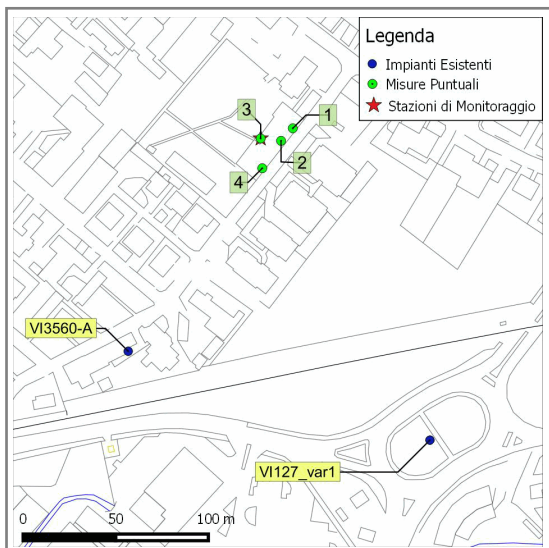 Legenda
Impianti Esistenti
Misure Puntuali
Stazioni di Monitoraggio
3
1
2
4
VI3560-A
VI127_var1
0 50 100 m